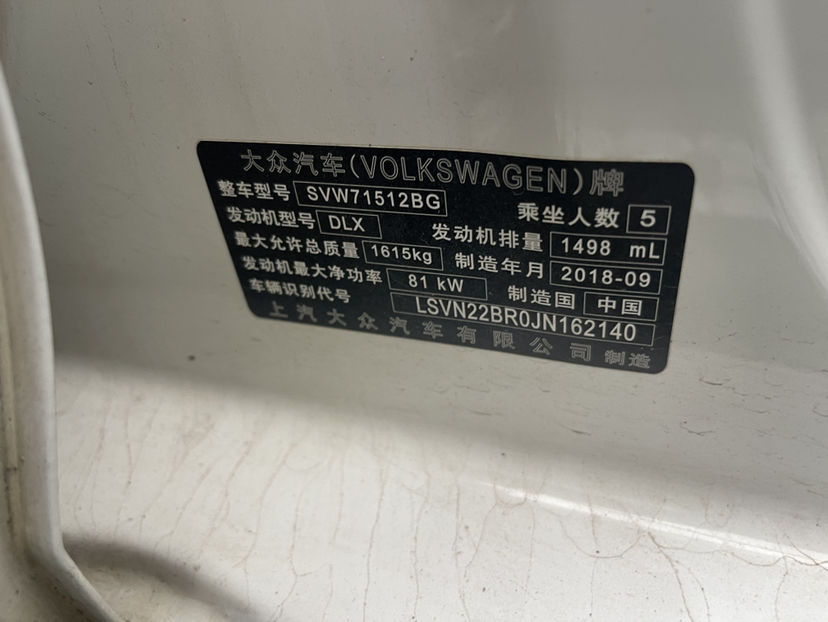 大众汽车(VOLKSWAGEN)牌
整车型号 SVW71512BG 乘坐人数 5
发动机型号 DLX 发动机排量 1498 mL
最大允许总质量 1615kg 制造年月 2018-09
发动机最大净功率 81 kW 制造国 中国
车辆识别代号 LSVN22BR0JN162140
上汽大众汽车有限公司 制造